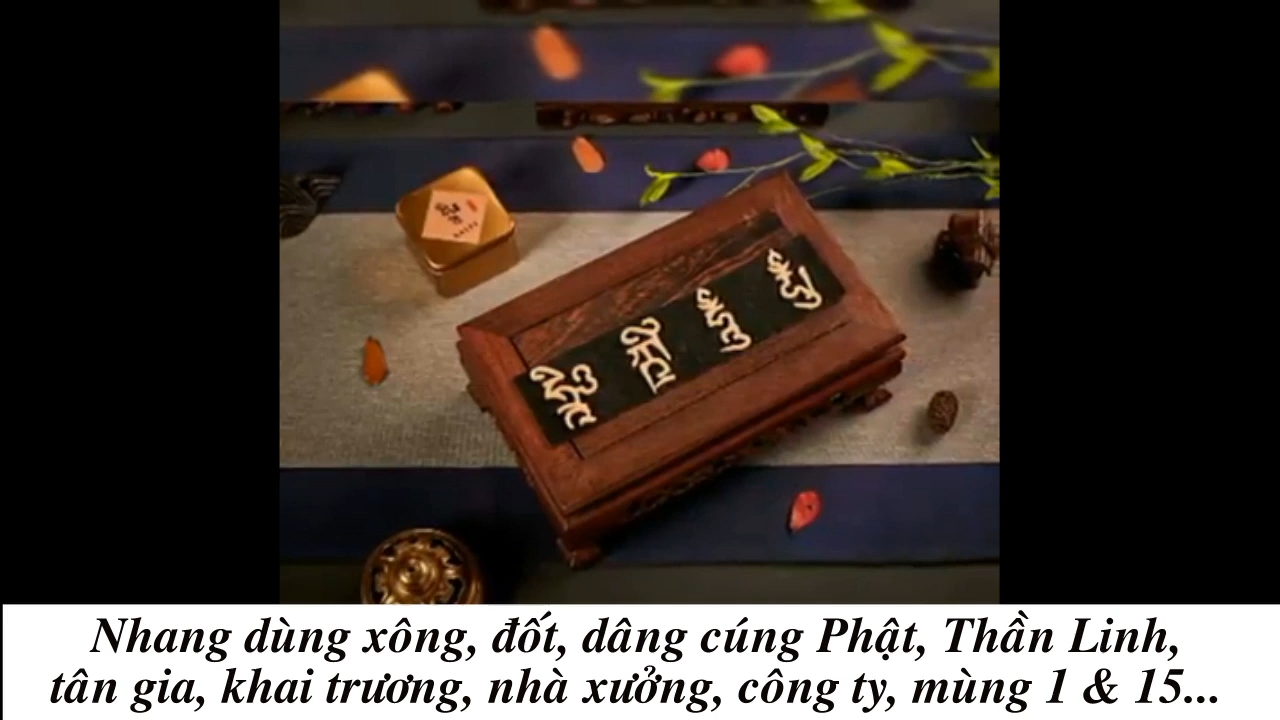 Nhang dùng xông, đốt, dâng cúng Phật, Thần Linh,
tân gia, khai trương, nhà xưởng, công ty, mùng 1 & 15...